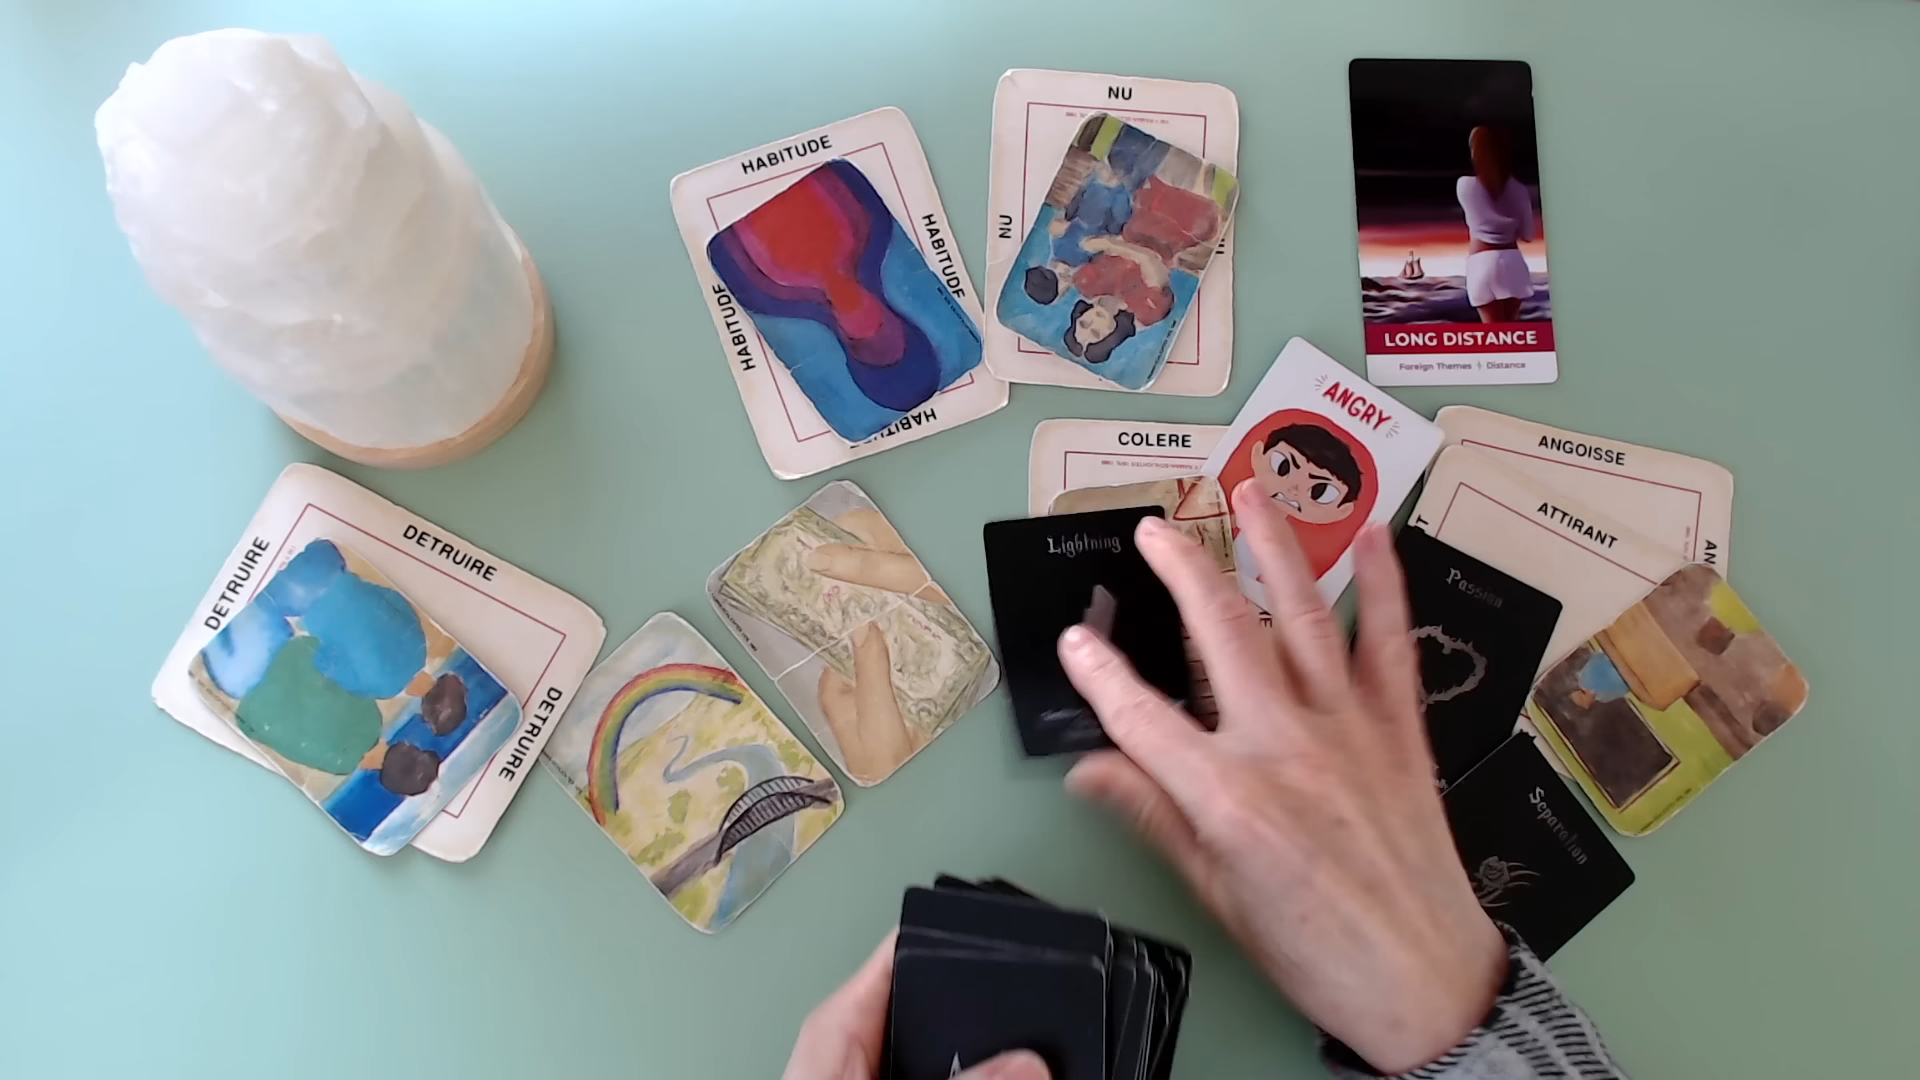 NU
NU
HABITUDE
HABITUDE
HABITUDE
HABITUDE
LONG DISTANCE
Foreign Themes
Distance
ANGRY
COLERE
ANGOISSE
ATTIRANT
Lightning
Passion
Separation
DETRUIRE
DETRUIRE
DETRUIRE